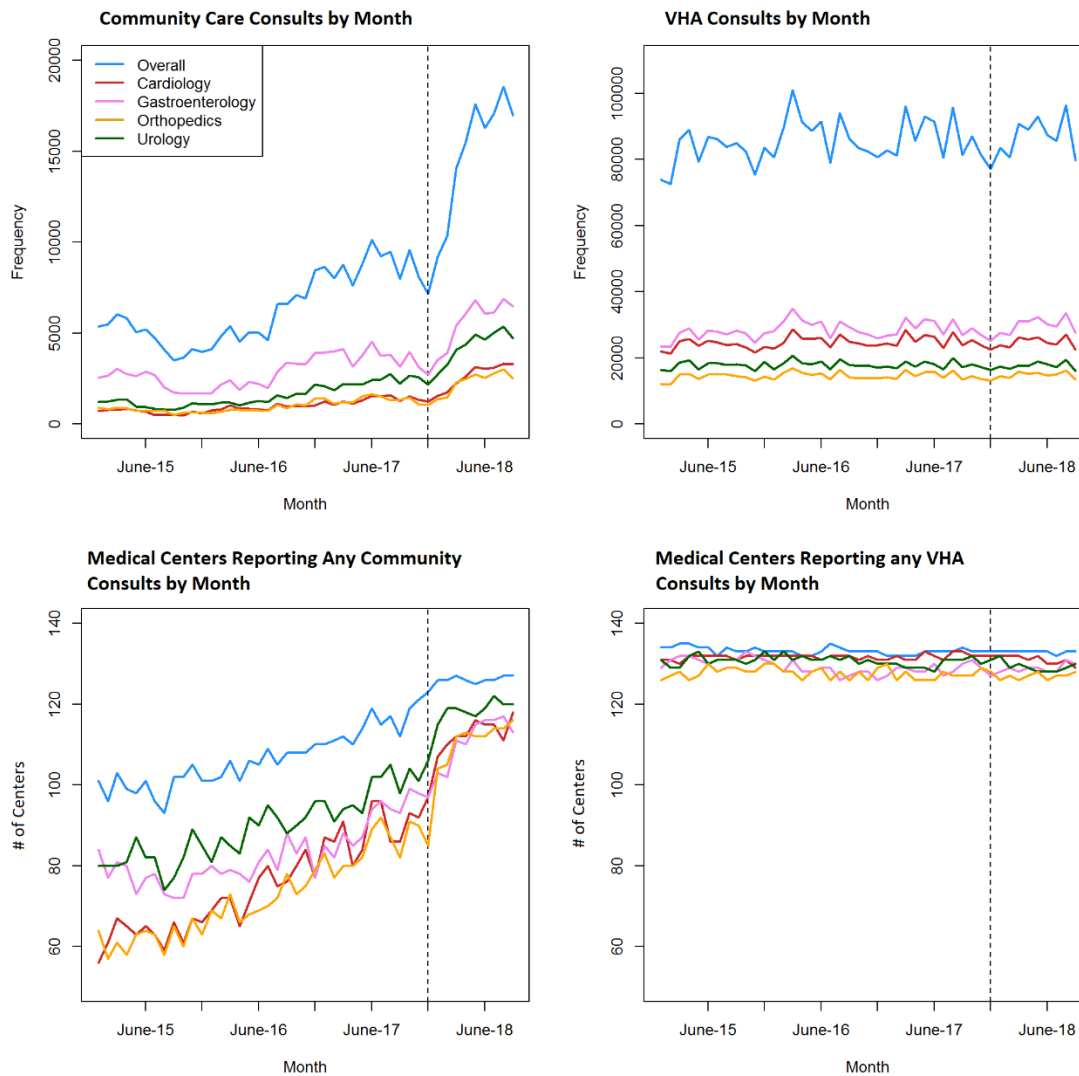 Community Care Consults by Month
20000
15000
10000
5000
0
Frequency
Overall
Cardiology
Gastroenterology
Orthopedics
Urology
June-15 June-16 June-17 June-18
Month
VHA Consults by Month
100000
80000
60000
40000
20000
0
Frequency
June-15 June-16 June-17 June-18
Month
Medical Centers Reporting Any Community
Consults by Month
140
120
100
80
60
# of Centers
June-15 June-16 June-17 June-18
Month
Medical Centers Reporting any VHA
Consults by Month
140
120
100
80
60
# of Centers
June-15 June-16 June-17 June-18
Month